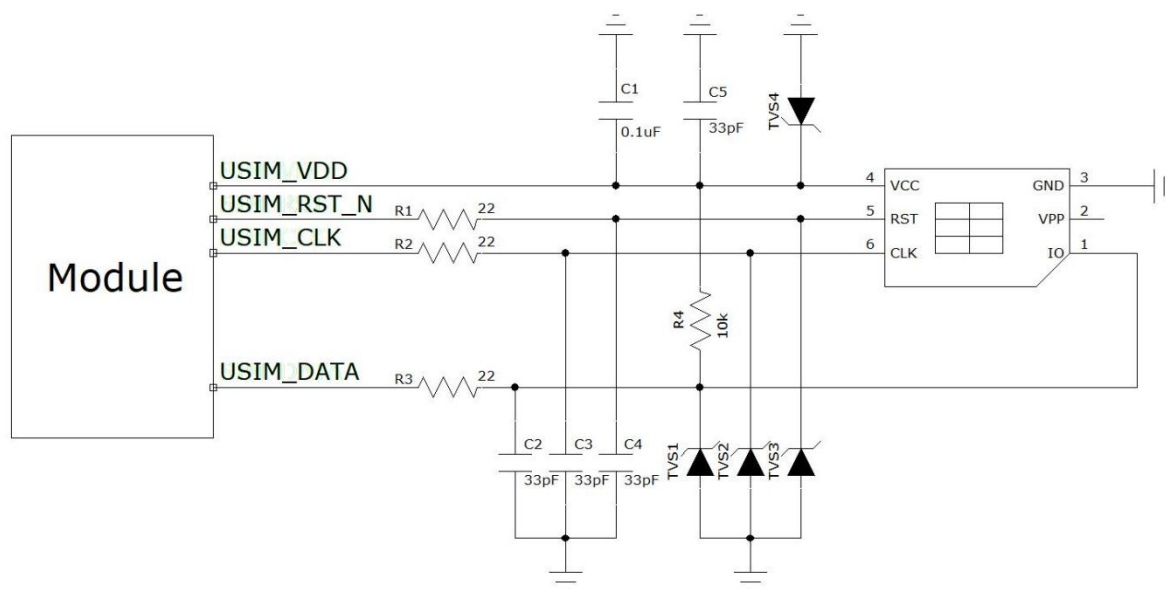 C1
0.1uF
C5
33pF
TVS4
Module
USIM_VDD
USIM_RST_N
USIM_CLK
USIM_DATA
R1
22
R2
22
R3
22
R4
10k
4
VCC
5
RST
6
CLK
GND
3
VPP
2
IO
1
C2
33pF
C3
33pF
C4
33pF
TVS1
TVS2
TVS3